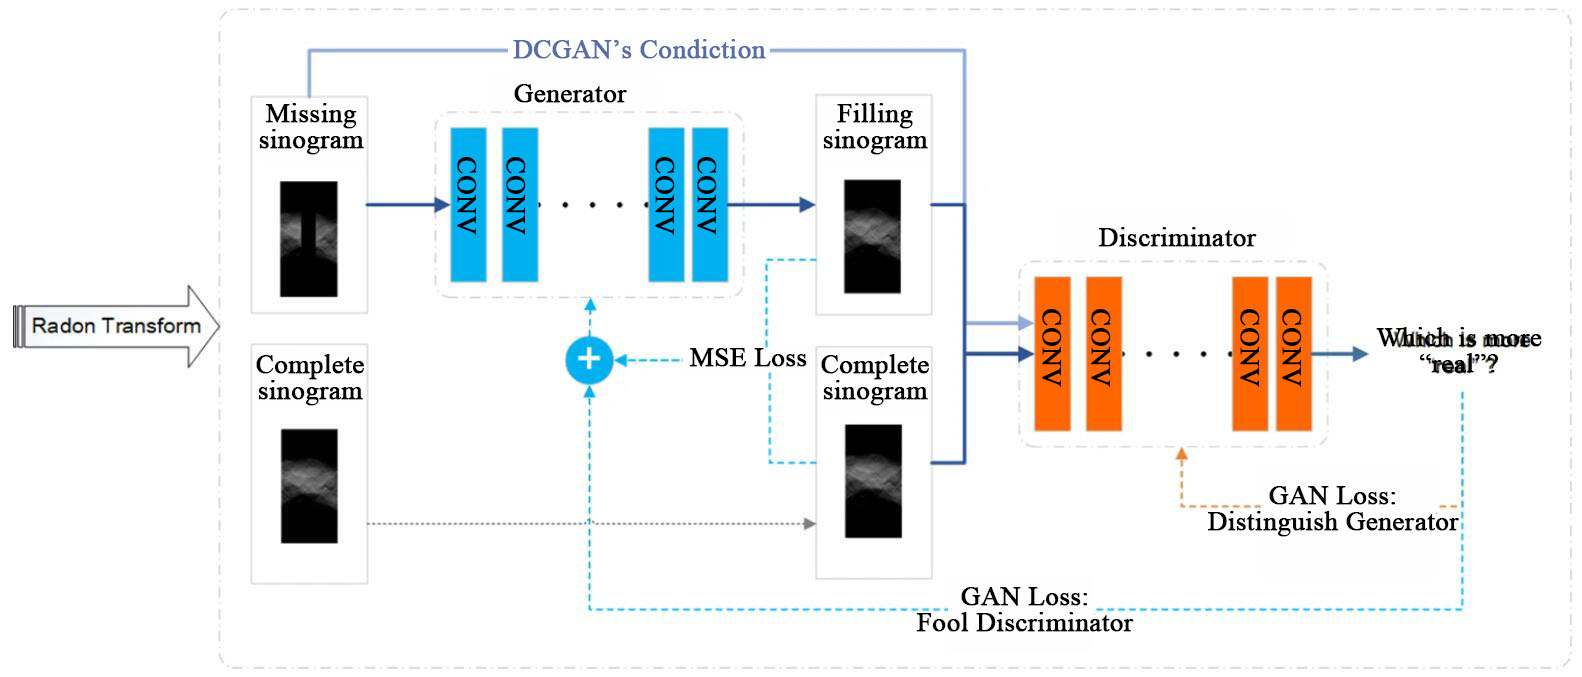 DCGAN's Condiction
Generator
Missing
sinogram
CONV
CONV
CONV
CONV
Filling
sinogram
Discriminator
Radon Transform
CONV
CONV
CONV
CONV
Which is more
“real”?
Complete
sinogram
MSE Loss
Complete
sinogram
GAN Loss:
Distinguish Generator
GAN Loss:
Fool Discriminator